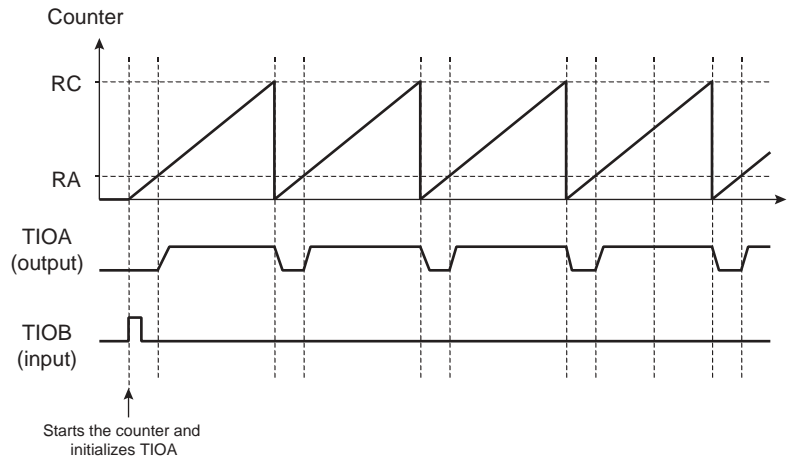 Counter
RC
RA
TIOA
(output)
TIOB
(input)
Starts the counter and
initializes TIOA